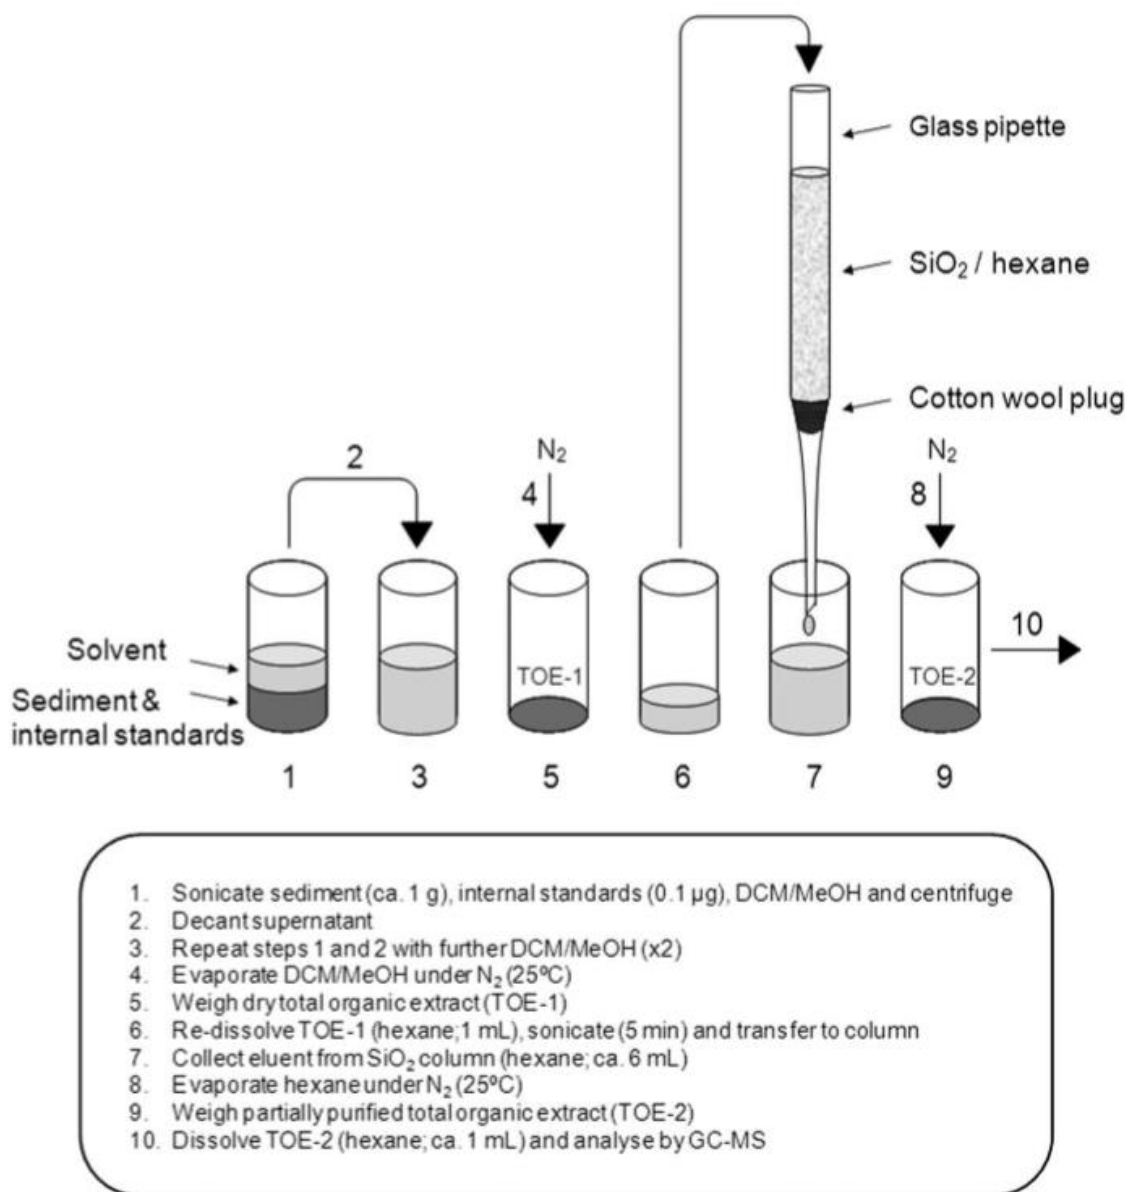 Glass pipette
SiO₂ / hexane
Cotton wool plug
2
N₂
4
N₂
8
10
Solvent
Sediment &
internal standards
TOE-1
TOE-2
1 3 5 6 7 9
1. Sonicate sediment (ca. 1 g), internal standards (0.1 µg), DCM/MeOH and centrifuge
2. Decant supernatant
3. Repeat steps 1 and 2 with further DCM/MeOH (x2)
4. Evaporate DCM/MeOH under N₂ (25ºC)
5. Weigh dry total organic extract (TOE-1)
6. Re-dissolve TOE-1 (hexane; 1 mL), sonicate (5 min) and transfer to column
7. Collect eluent from SiO₂ column (hexane; ca. 6 mL)
8. Evaporate hexane under N₂ (25ºC)
9. Weigh partially purified total organic extract (TOE-2)
10. Dissolve TOE-2 (hexane; ca. 1 mL) and analyse by GC-MS